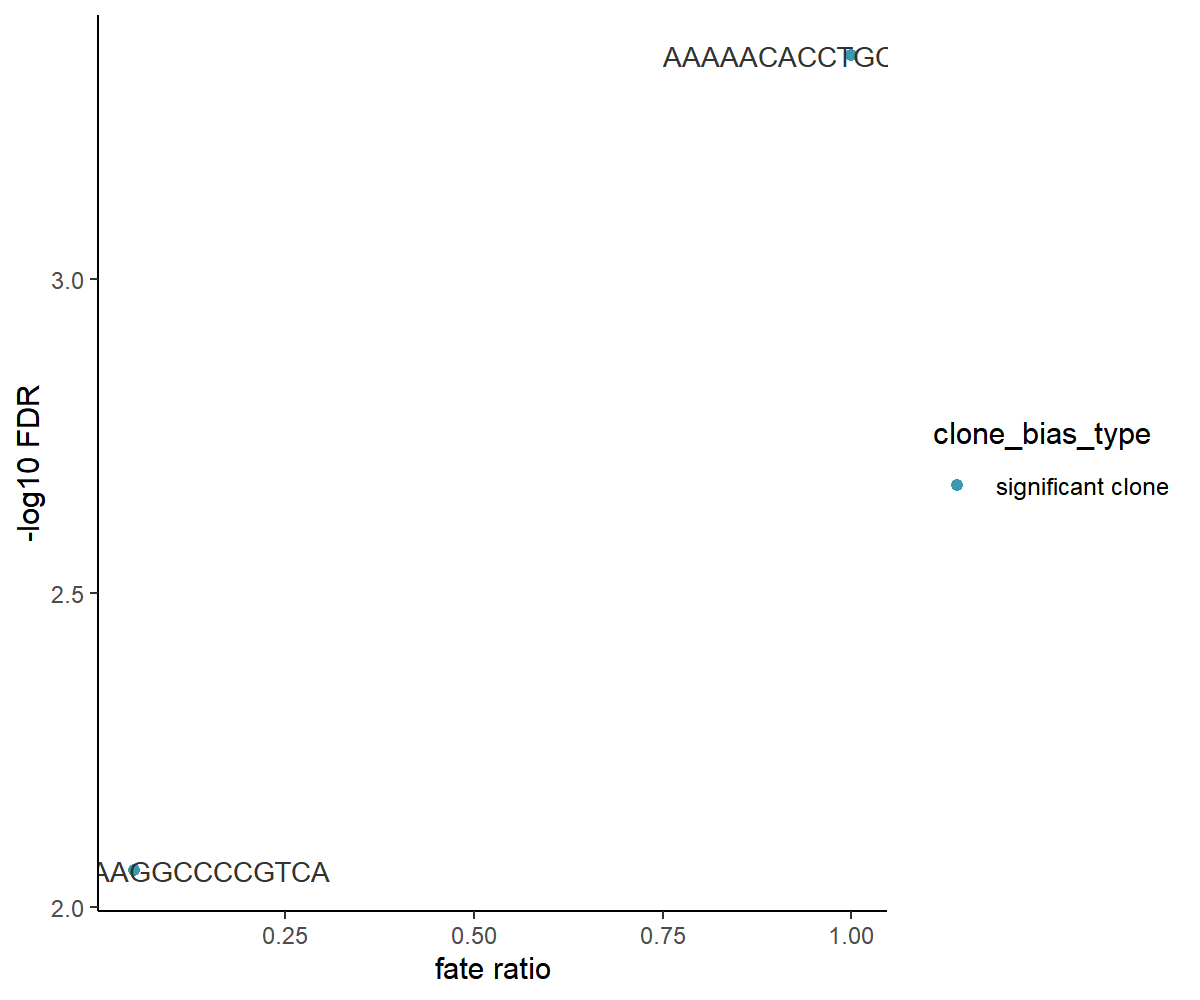 AAAAACACCTGC
3.0
-log10 FDR
clone_bias_type
significant clone
2.5
AAGGCCCCGTCA
2.0
0.25 0.50 0.75 1.00
fate ratio